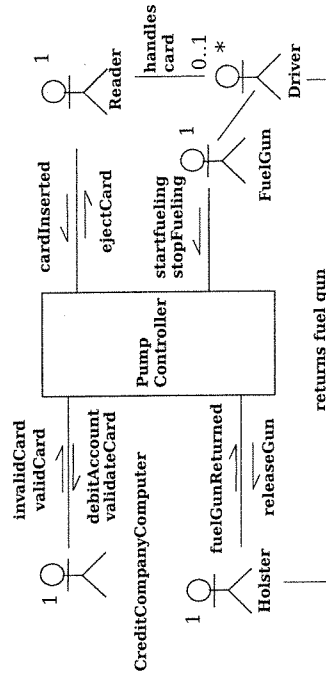 1
invalidCard
validCard
debitAccount
validateCard
CreditCompanyComputer
cardInserted
ejectCard
1
Reader
handles
card
0..1
*
Pump
Controller
1
fuelGunReturned
releaseGun
Holster
startfueling
stopFueling
1
FuelGun
Driver
returns fuel gun